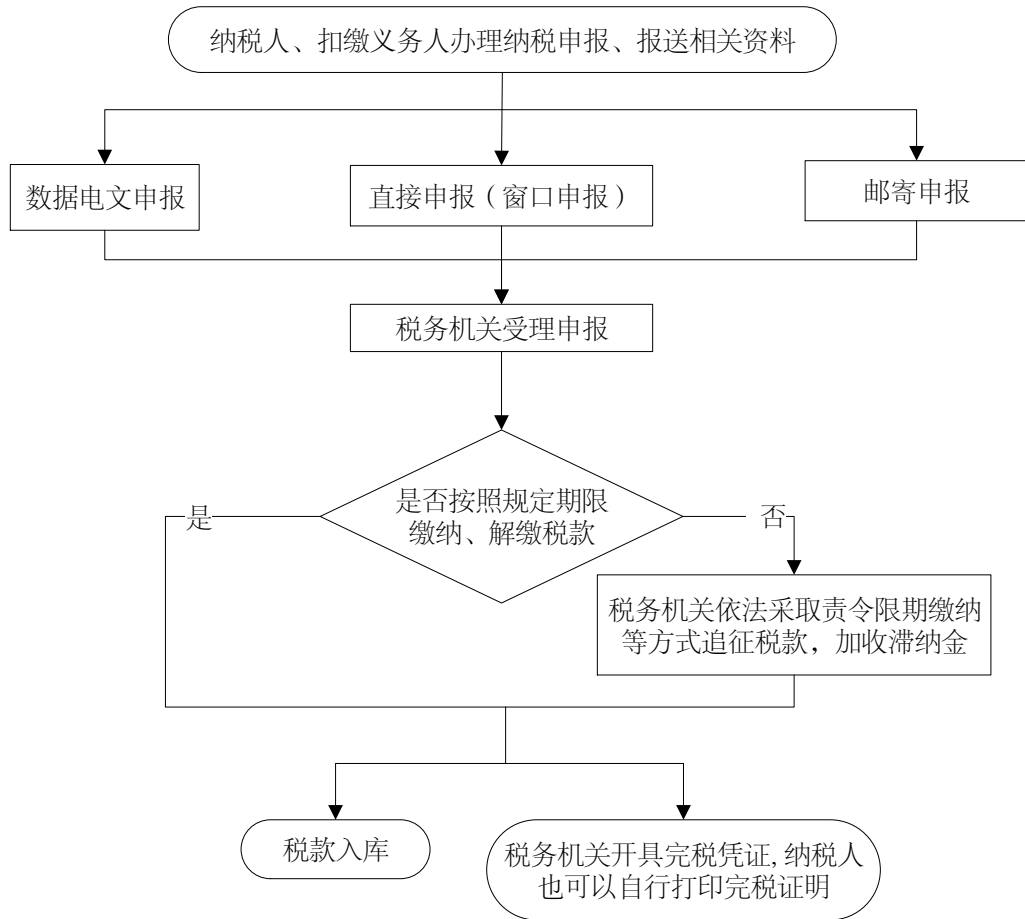 纳税人、扣缴义务人办理纳税申报、报送相关资料
数据电文申报
直接申报（窗口申报）
邮寄申报
税务机关受理申报
是否按照规定期限
缴纳、解缴税款
是
否
税务机关依法采取责令限期缴纳
等方式追征税款，加收滞纳金
税款入库
税务机关开具完税凭证,纳税人
也可以自行打印完税证明